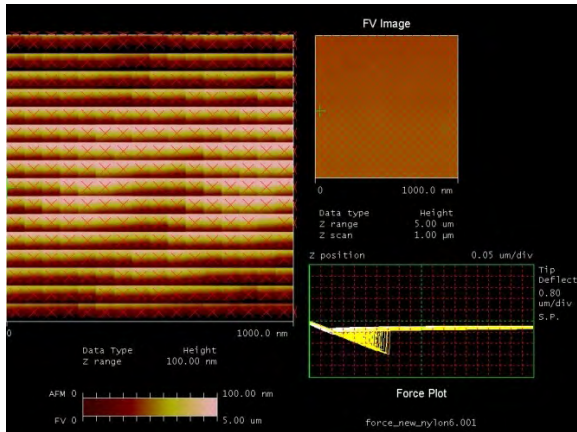 FV Image
0 1000.0 nm
Data type Height
Z range 5.00 um
Z scan 1.00 µm
Z position 0.05 um/div
Tip
Deflect
0.80
um/div
S.P.
0 1000.0 nm
Data Type Height
Z range 100.00 nm
AFM 0 100.00 nm
FV 0 5.00 um
Force Plot
force_new_nylon6.001